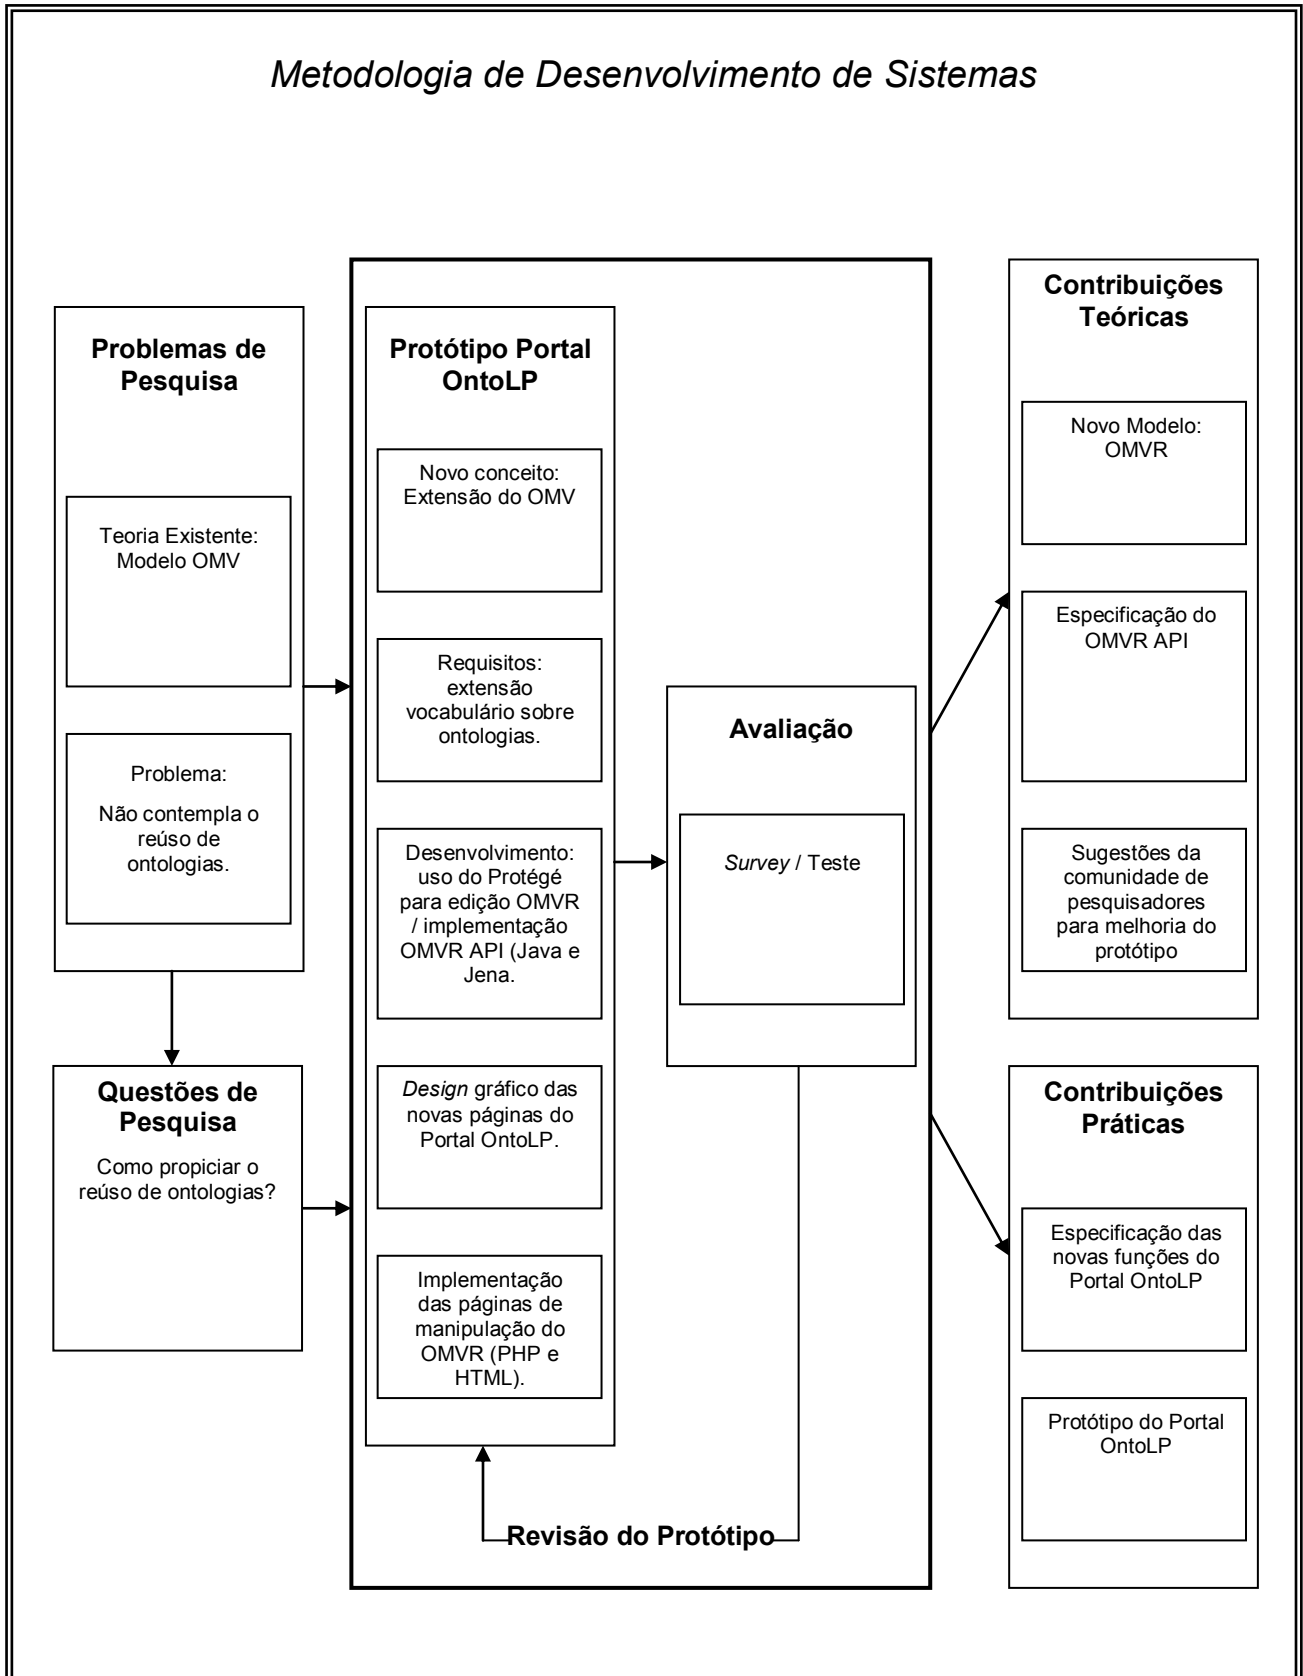 Metodologia de Desenvolvimento de Sistemas
Problemas de
Pesquisa
Teoria Existente:
Modelo OMV
Problema:
Não contempla o
reúso de
ontologias.
Questões de
Pesquisa
Como propiciar o
reúso de ontologias?
Protótipo Portal
OntoLP
Novo conceito:
Extensão do OMV
Requisitos:
extensão
vocabulário sobre
ontologias.
Desenvolvimento:
uso do Protégé
para edição OMVR
/ implementação
OMVR API (Java e
Jena.
Design gráfico das
novas páginas do
Portal OntoLP.
Implementação
das páginas de
manipulação do
OMVR (PHP e
HTML).
Avaliação
Survey / Teste
Revisão do Protótipo
Contribuições
Teóricas
Novo Modelo:
OMVR
Especificação do
OMVR API
Sugestões da
comunidade de
pesquisadores
para melhoria do
protótipo
Contribuições
Práticas
Especificação das
novas funções do
Portal OntoLP
Protótipo do Portal
OntoLP